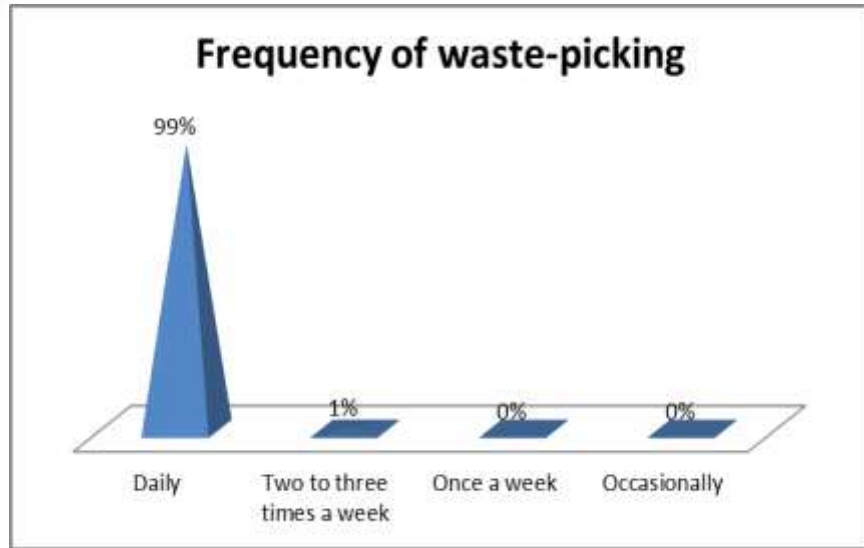 Frequency of waste-picking
99%
1%
0%
0%
Daily
Two to three
times a week
Once a week
Occasionally